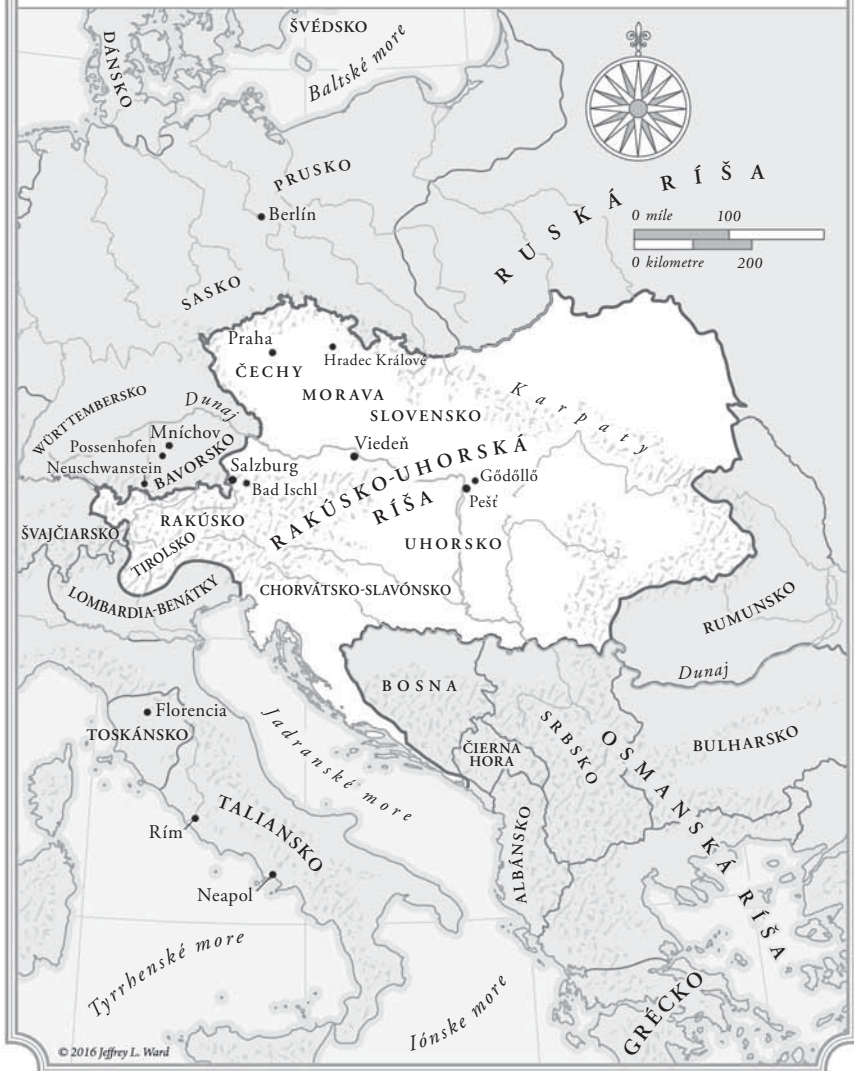 ŠVÉDSKO
DÁNSKO
Baltské more
PRUSKO
RUSKÁ RÍŠA
Berlín
0 míle 100
0 kilometre 200
SASKO
Praha
Hradec Králové
ČECHY
MORAVA
Karpaty
SLOVENSKO
WÜRTTEMBERSKO
Dunaj
Mníchov
Possenhofen
Neuschwanstein
BAVORSKO
Viedeň
Salzburg
Bad Ischl
RAKÚSKO-UHORSKÁ
RÍŠA
Gődőllő
Pešť
RAKÚSKO
ŠVAJČIARSKO
TIROLSKO
UHORSKO
LOMBARDIA-BENÁTKY
CHORVÁTSKO-SLAVÓNSKO
RUMUNSKO
Dunaj
BOSNA
Florencia
TOSKÁNSKO
Jadranské more
ČIERNA
HORA
SRBSKO
OSMANSKÁ RÍŠA
BULHARSKO
TALIANSKO
Rím
ALBÁNSKO
Neapol
Tyrrhenské more
Iónske more
GRÉCKO
© 2016 Jeffrey L. Ward